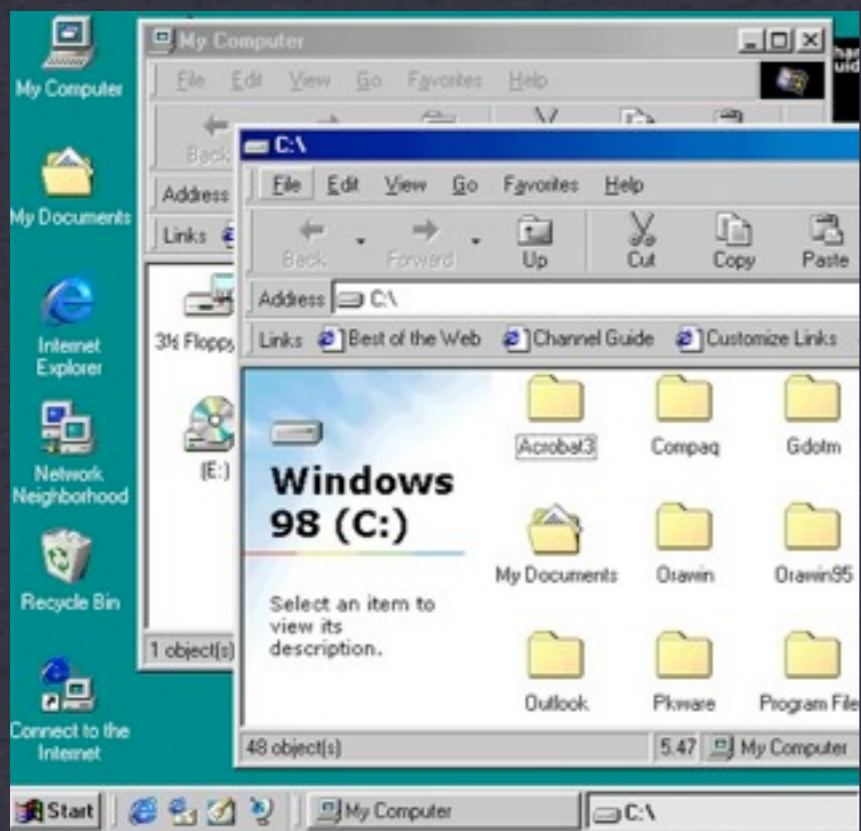 My Computer
My Documents
Internet
Explorer
Network
Neighborhood
Recycle Bin
Connect to the
Internet
My Computer
File Edit View Go Favorites Help
Back
Address
Links
3½ Floppy
(E:)
1 object(s)
C:\
File Edit View Go Favorites Help
Back Forward Up Cut Copy Paste
Address C:\
Links Best of the Web Channel Guide Customize Links
Windows
98 (C:)
Select an item to
view its
description.
Acrobat3 Compaq Gdotm
My Documents Orawin Orawin95
Outlook Pkware Program File
48 object(s) 5.47 My Computer
Start My Computer C:\